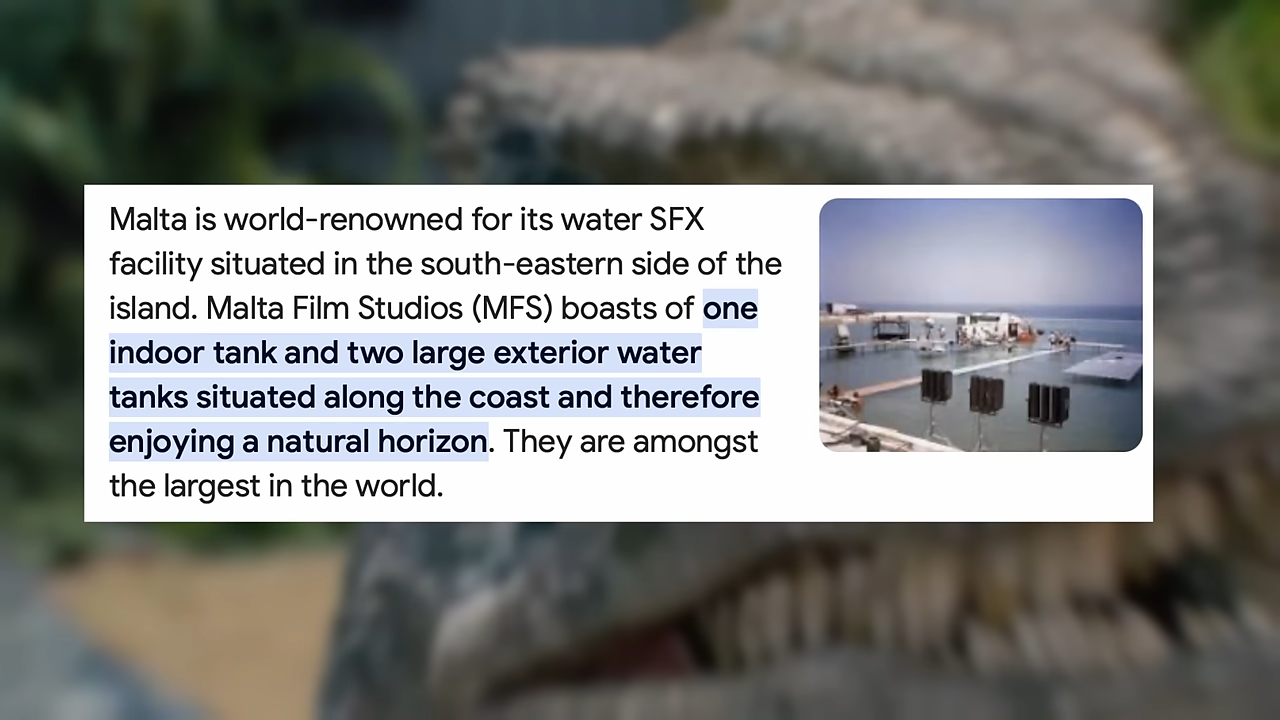 Malta is world-renowned for its water SFX
facility situated in the south-eastern side of the
island. Malta Film Studios (MFS) boasts of one
indoor tank and two large exterior water
tanks situated along the coast and therefore
enjoying a natural horizon. They are amongst
the largest in the world.